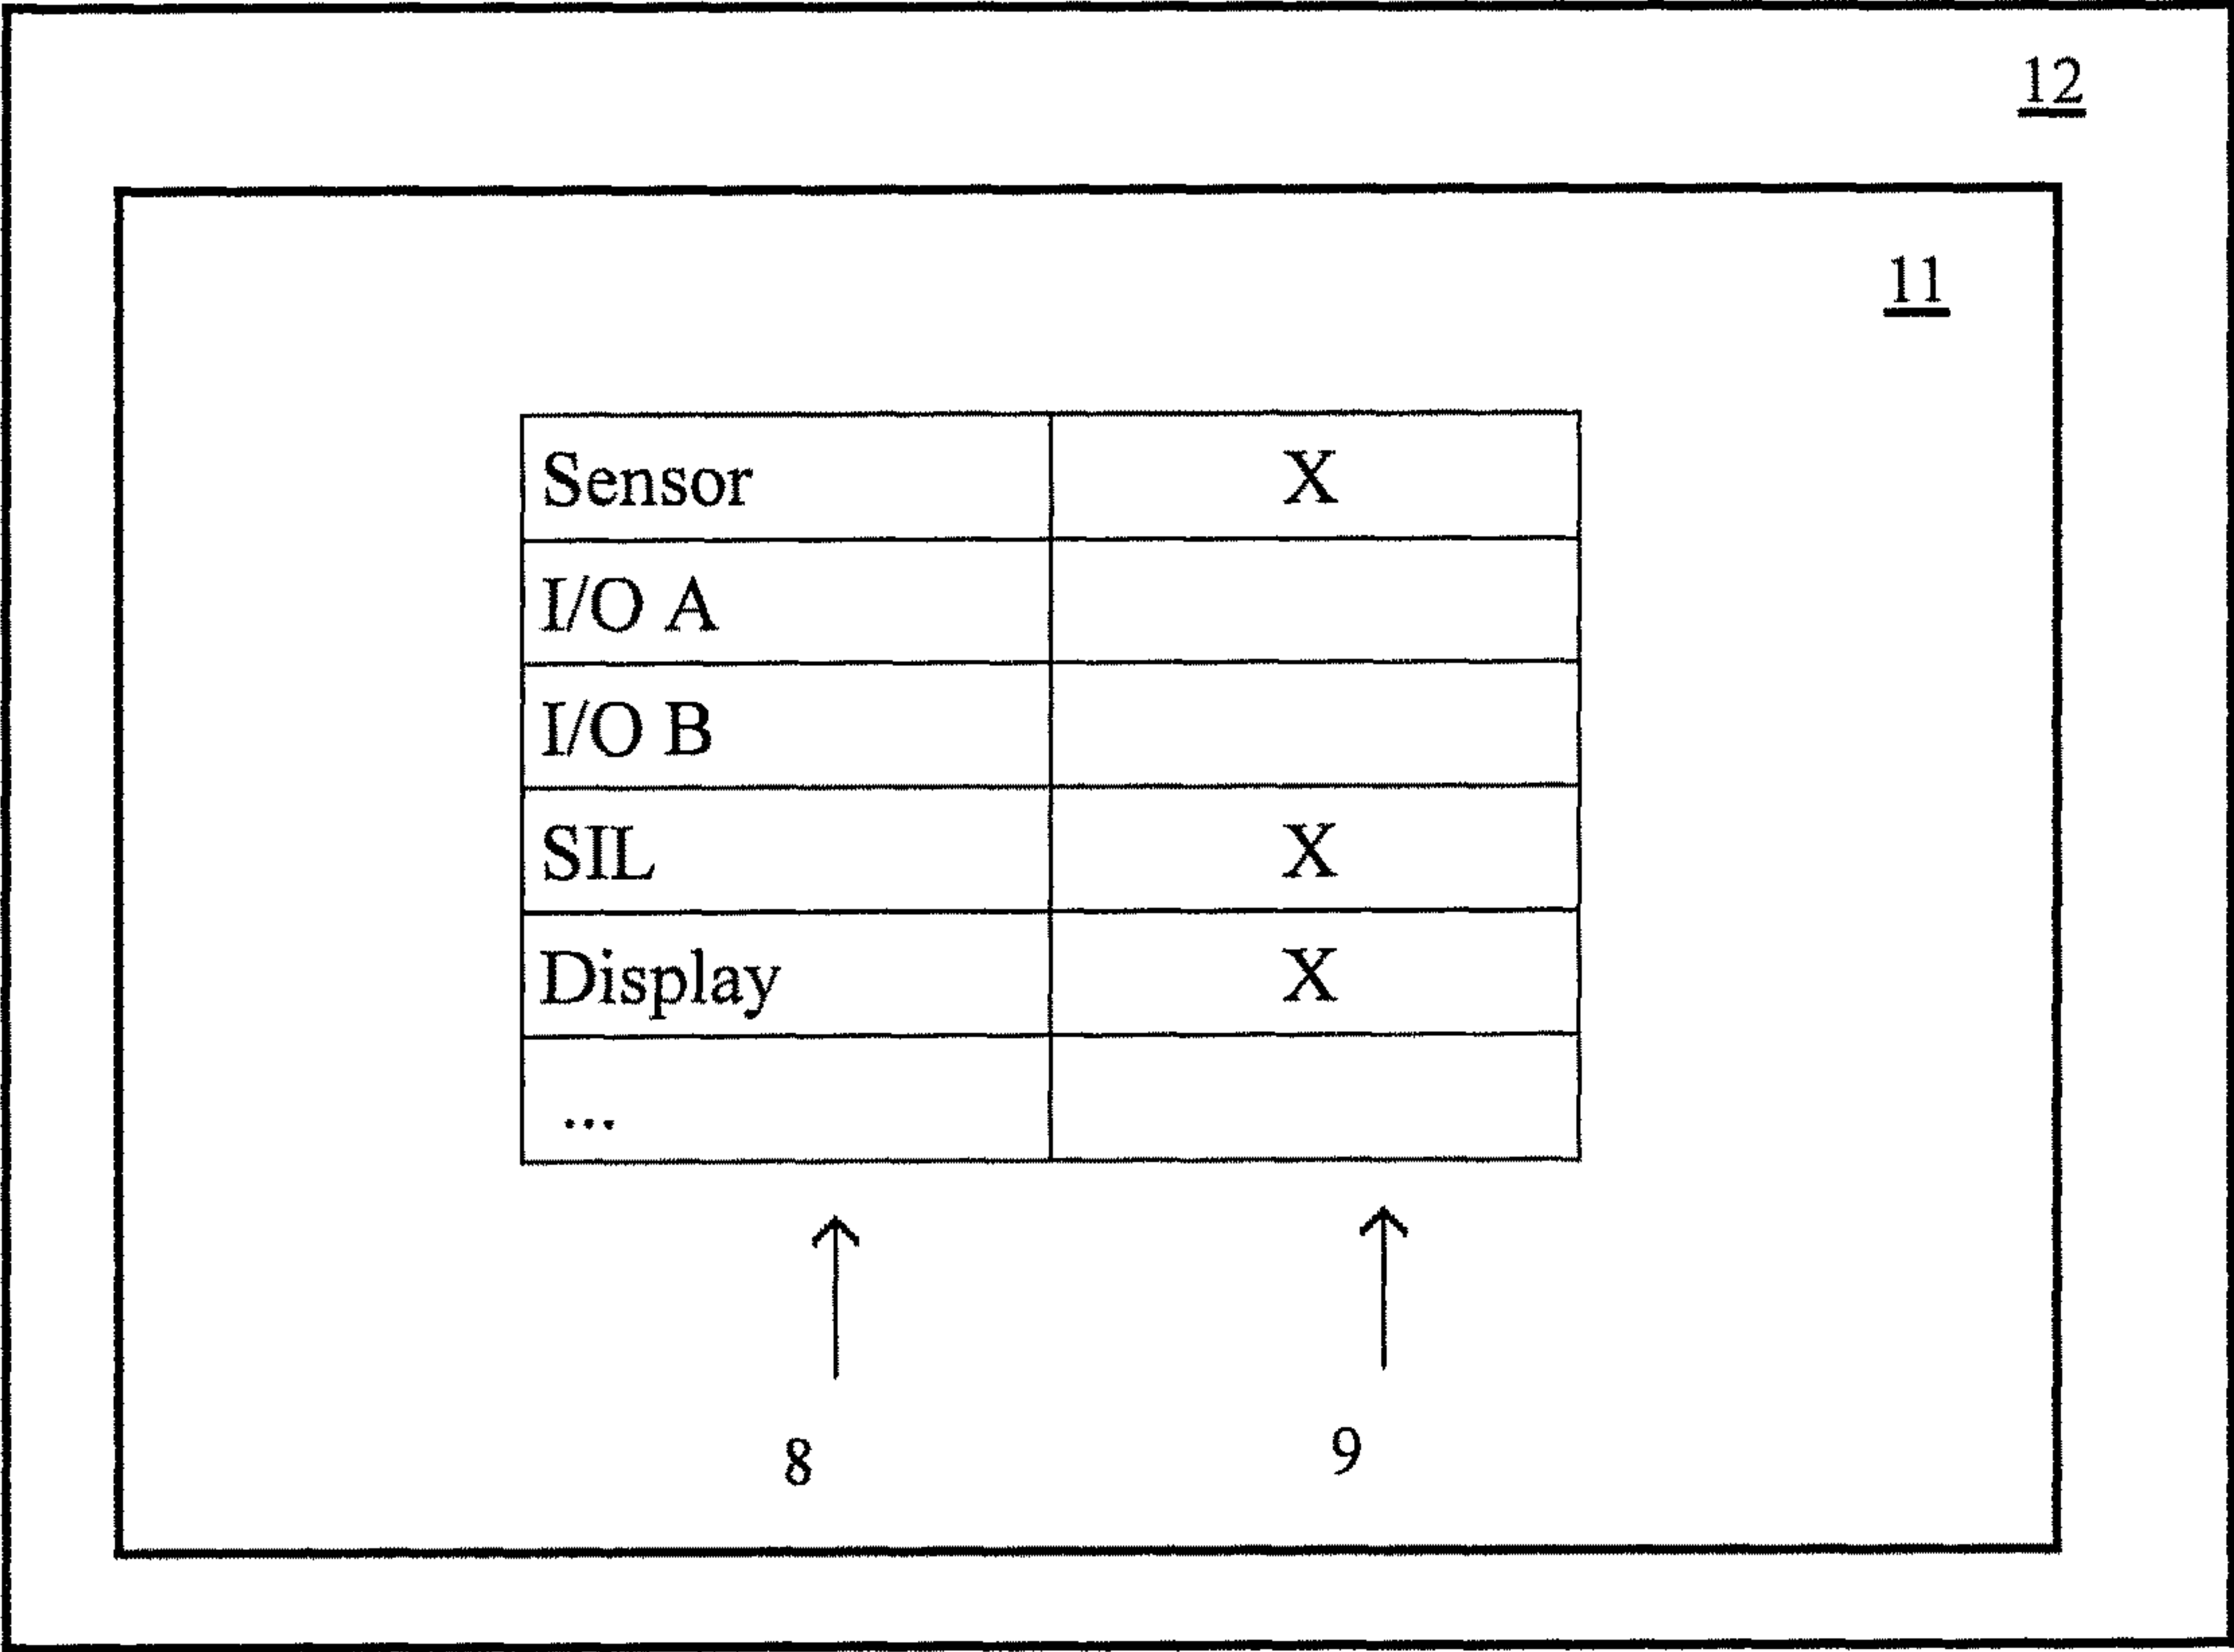 12
11
Sensor X
I/O A
I/O B
SIL X
Display X
...
8 9